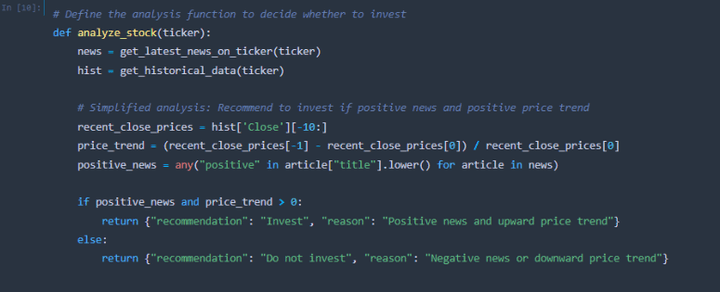 In [10]:
# Define the analysis function to decide whether to invest
def analyze_stock(ticker):
    news = get_latest_news_on_ticker(ticker)
    hist = get_historical_data(ticker)

    # Simplified analysis: Recommend to invest if positive news and positive price trend
    recent_close_prices = hist['Close'][-10:]
    price_trend = (recent_close_prices[-1] - recent_close_prices[0]) / recent_close_prices[0]
    positive_news = any("positive" in article["title"].lower() for article in news)

    if positive_news and price_trend > 0:
        return {"recommendation": "Invest", "reason": "Positive news and upward price trend"}
    else:
        return {"recommendation": "Do not invest", "reason": "Negative news or downward price trend"}